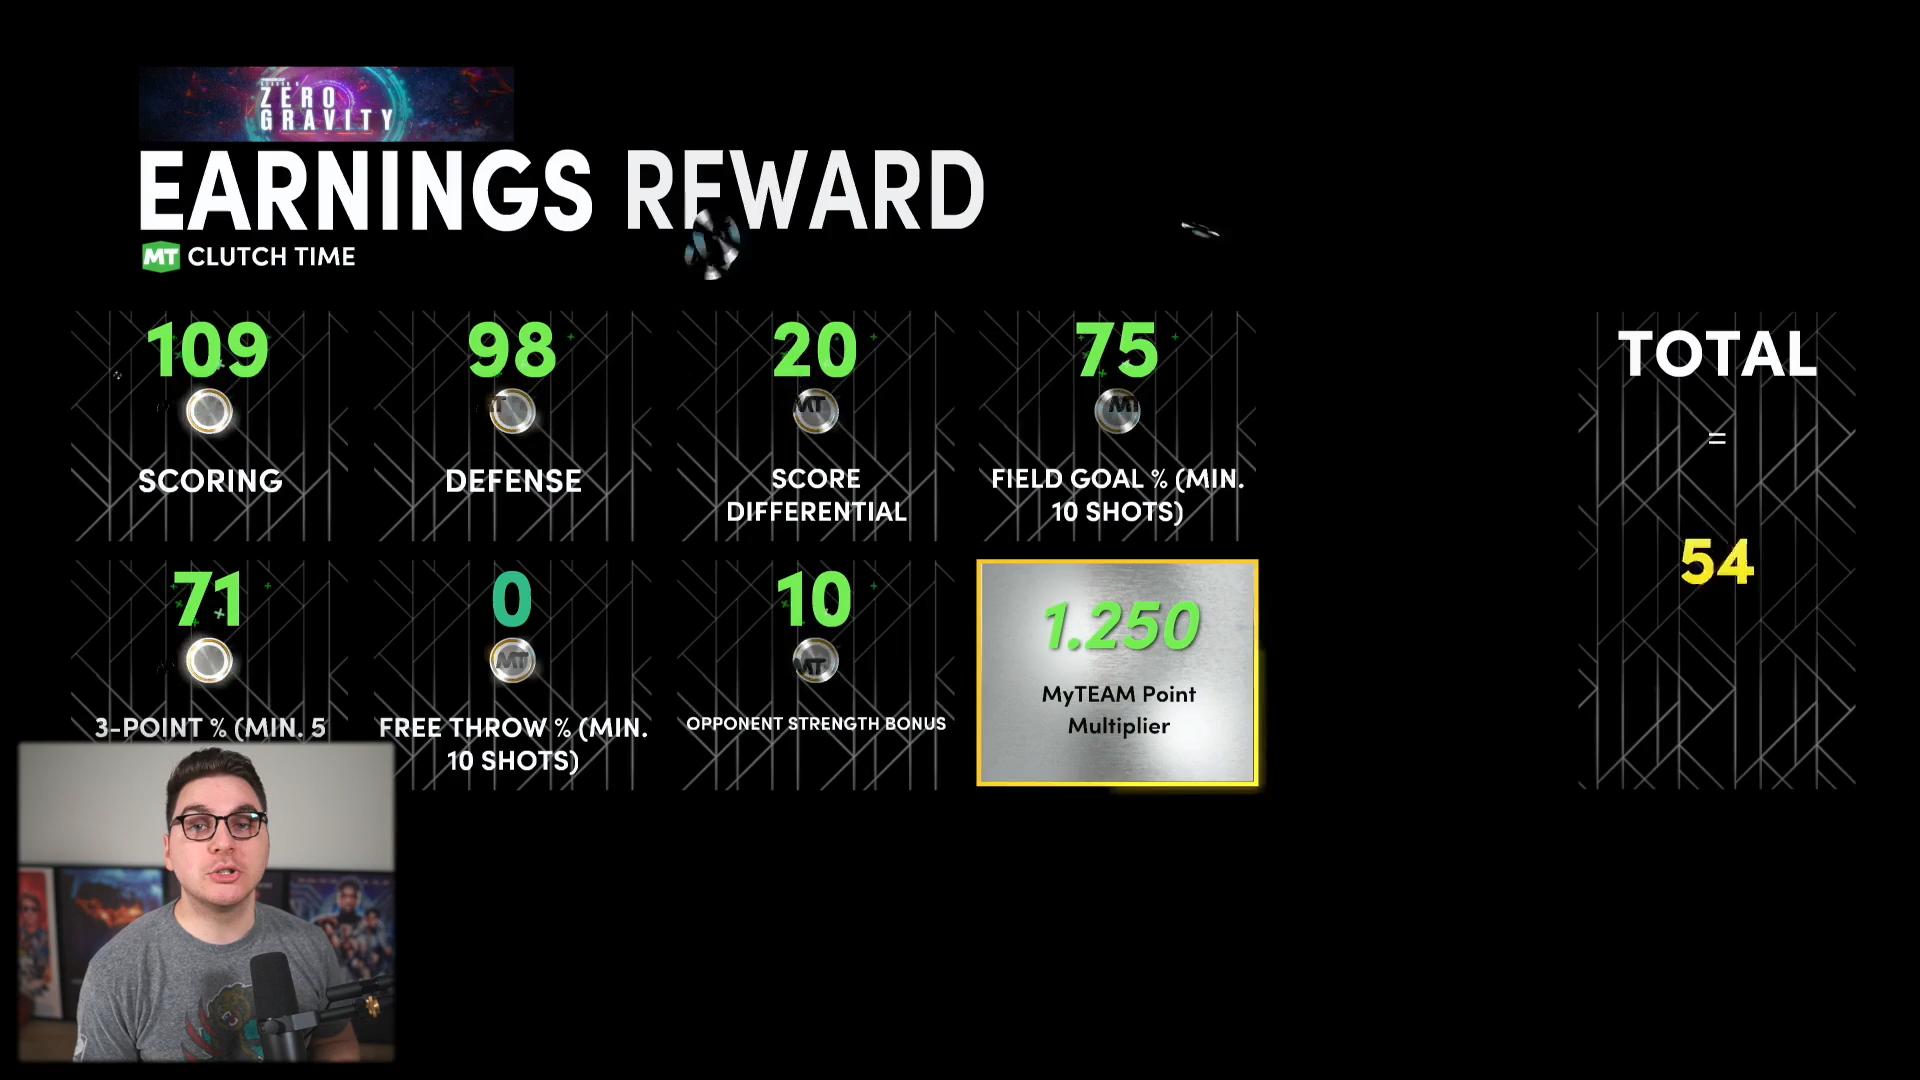 ZERO
GRAVITY
EARNINGS REWARD
MT CLUTCH TIME
109
98
20
75
SCORING
DEFENSE
SCORE
DIFFERENTIAL
FIELD GOAL % (MIN.
10 SHOTS)
71
0
MT
10
MT
3-POINT % (MIN. 5
FREE THROW % (MIN.
10 SHOTS)
OPPONENT STRENGTH BONUS
1.250
MyTEAM Point
Multiplier
TOTAL
=
54